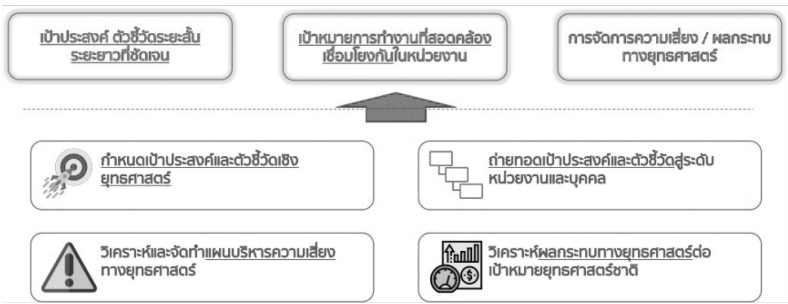 เป้าประสงค์ ตัวชี้วัดระยะสั้น
ระยะยาวที่ชัดเจน
เป้าหมายการทำงานที่สอดคล้อง
เชื่อมโยงกันในหน่วยงาน
การจัดการความเสี่ยง / ผลกระทบ
ทางยุทธศาสตร์
กำหนดเป้าประสงค์และตัวชี้วัดเชิง
ยุทธศาสตร์
ถ่ายทอดเป้าประสงค์และตัวชี้วัดสู่ระดับ
หน่วยงานและบุคคล
วิเคราะห์และจัดทำแผนบริหารความเสี่ยง
ทางยุทธศาสตร์
วิเคราะห์ผลกระทบทางยุทธศาสตร์ต่อ
เป้าหมายยุทธศาสตร์ชาติ